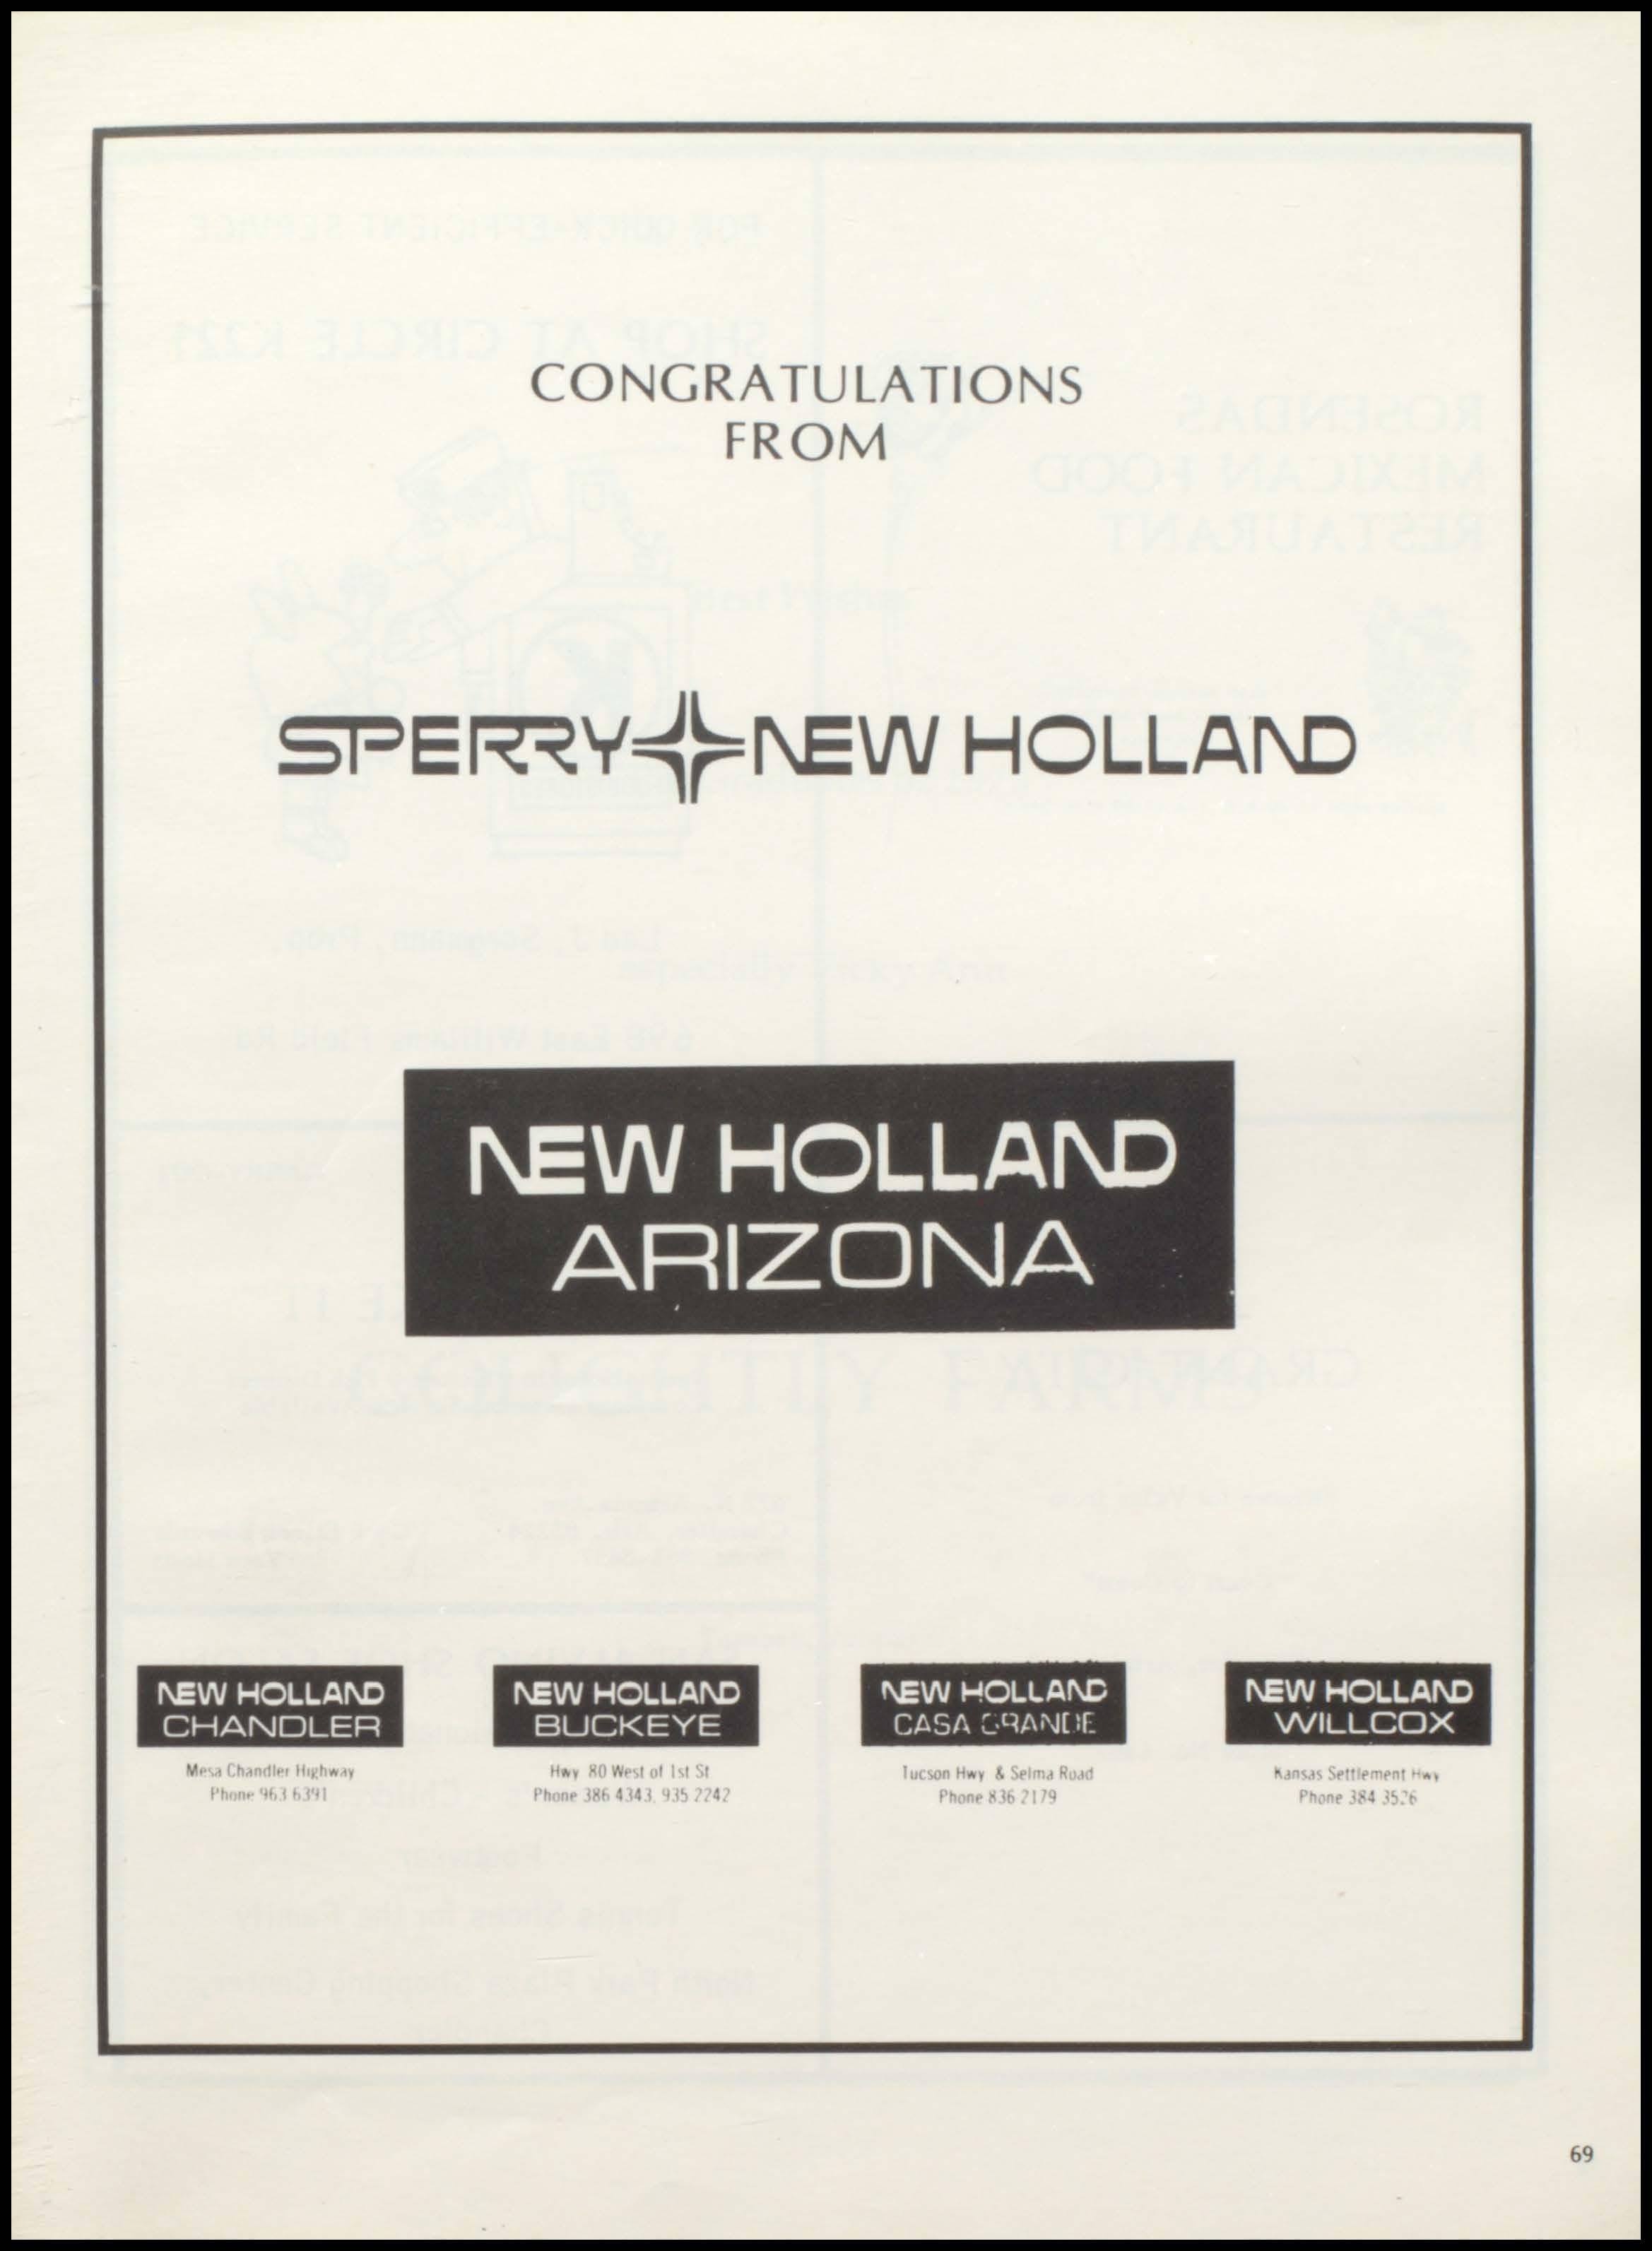 CONGRATULATIONS
FROM
SPERRY NEW HOLLAND
NEW HOLLAND
ARIZONA
NEW HOLLAND
CHANDLER
Mesa Chandler Highway
Phone 963 6391
NEW HOLLAND
BUCKEYE
Hwy 80 West of 1st St
Phone 386 4343, 935 2242
NEW HOLLAND
CASA GRANDE
Tucson Hwy & Selma Road
Phone 836 2179
NEW HOLLAND
WILLCOX
Kansas Settlement Hwy
Phone 384 3526
69